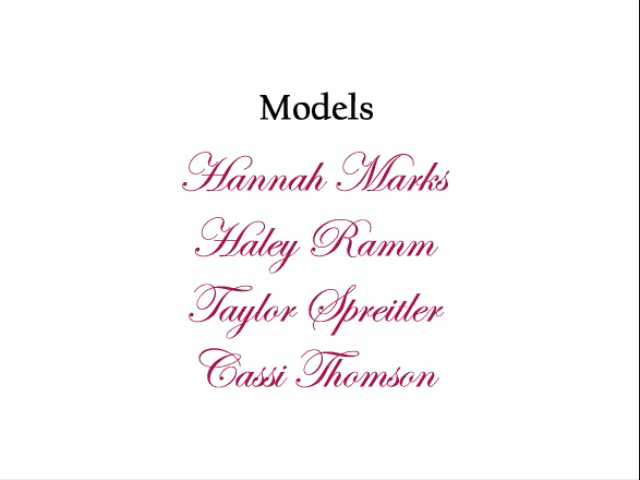 Models
Hannah Marks
Haley Ramm
Taylor Spreitler
Cassi Thomson